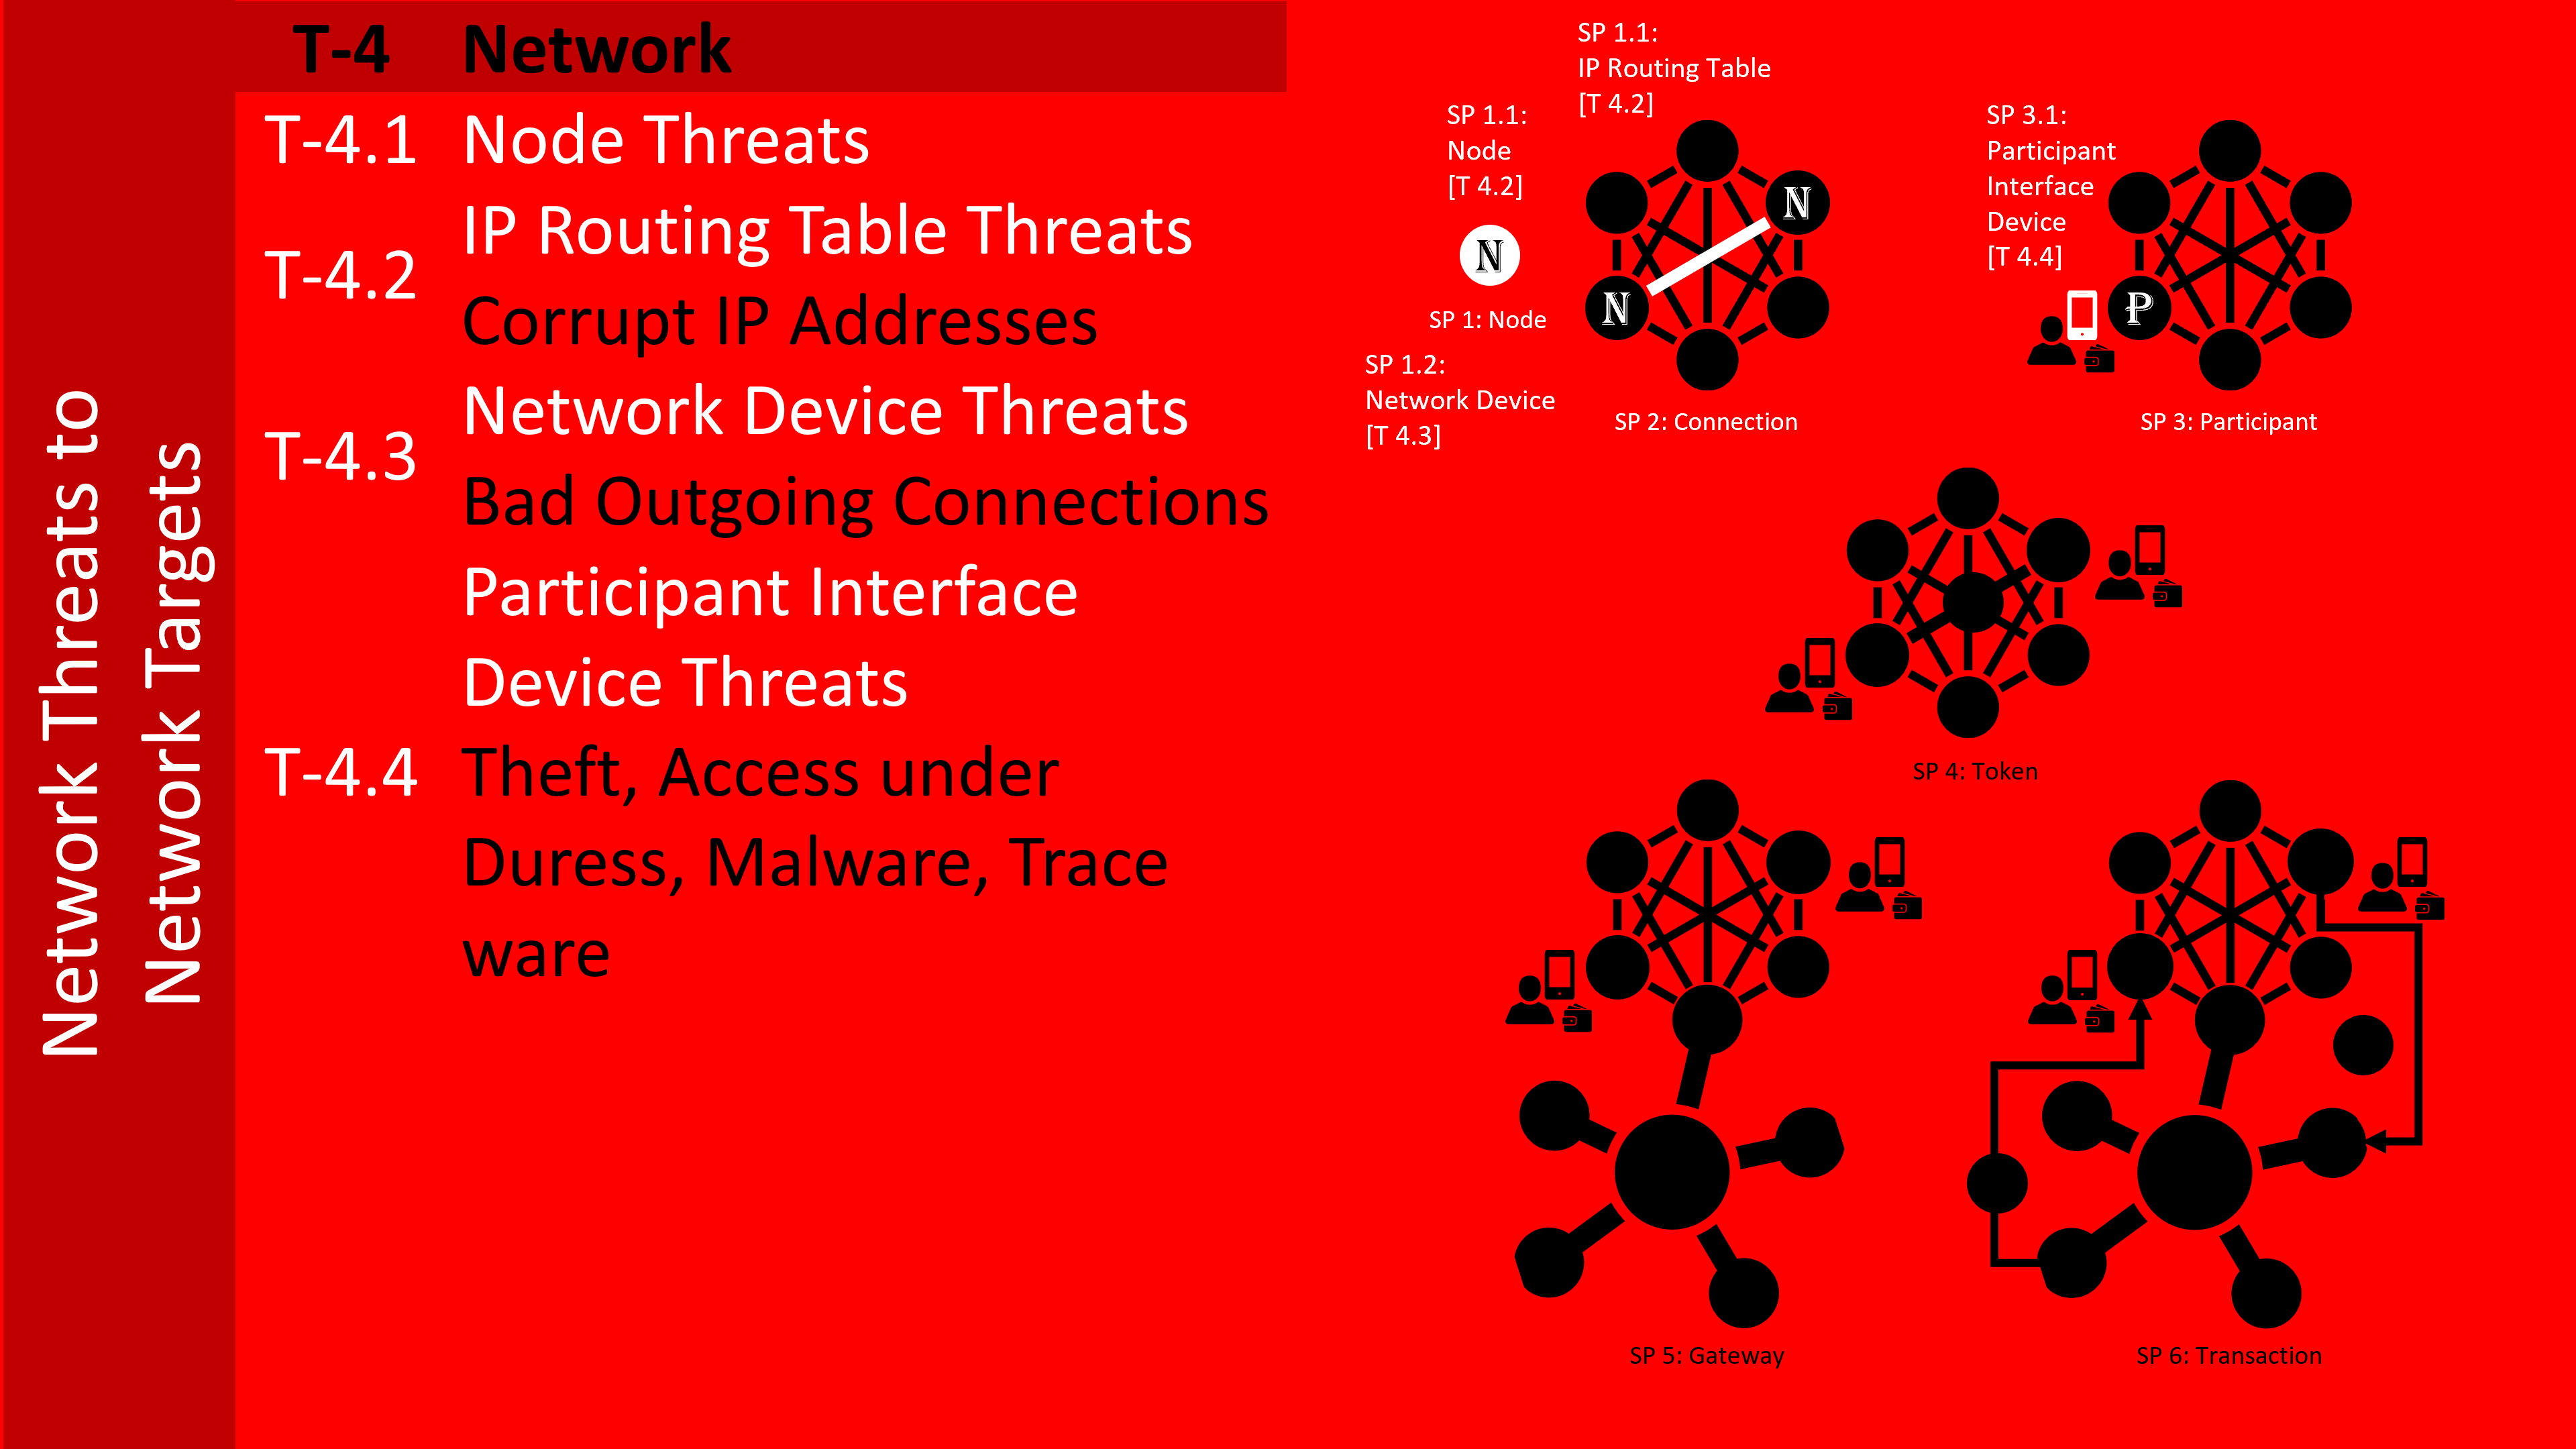 Network Threats to
Network Targets
T-4 Network
T-4.1 Node Threats
T-4.2 IP Routing Table Threats
Corrupt IP Addresses
T-4.3 Network Device Threats
Bad Outgoing Connections
Participant Interface
Device Threats
T-4.4 Theft, Access under
Duress, Malware, Trace
ware
SP 1.1:
IP Routing Table
[T 4.2]
SP 1.1:
Node
[T 4.2]
N
SP 1: Node
SP 1.2:
Network Device
[T 4.3]
N
N
SP 2: Connection
SP 3.1:
Participant
Interface
Device
[T 4.4]
P
SP 3: Participant
SP 4: Token
SP 5: Gateway
SP 6: Transaction